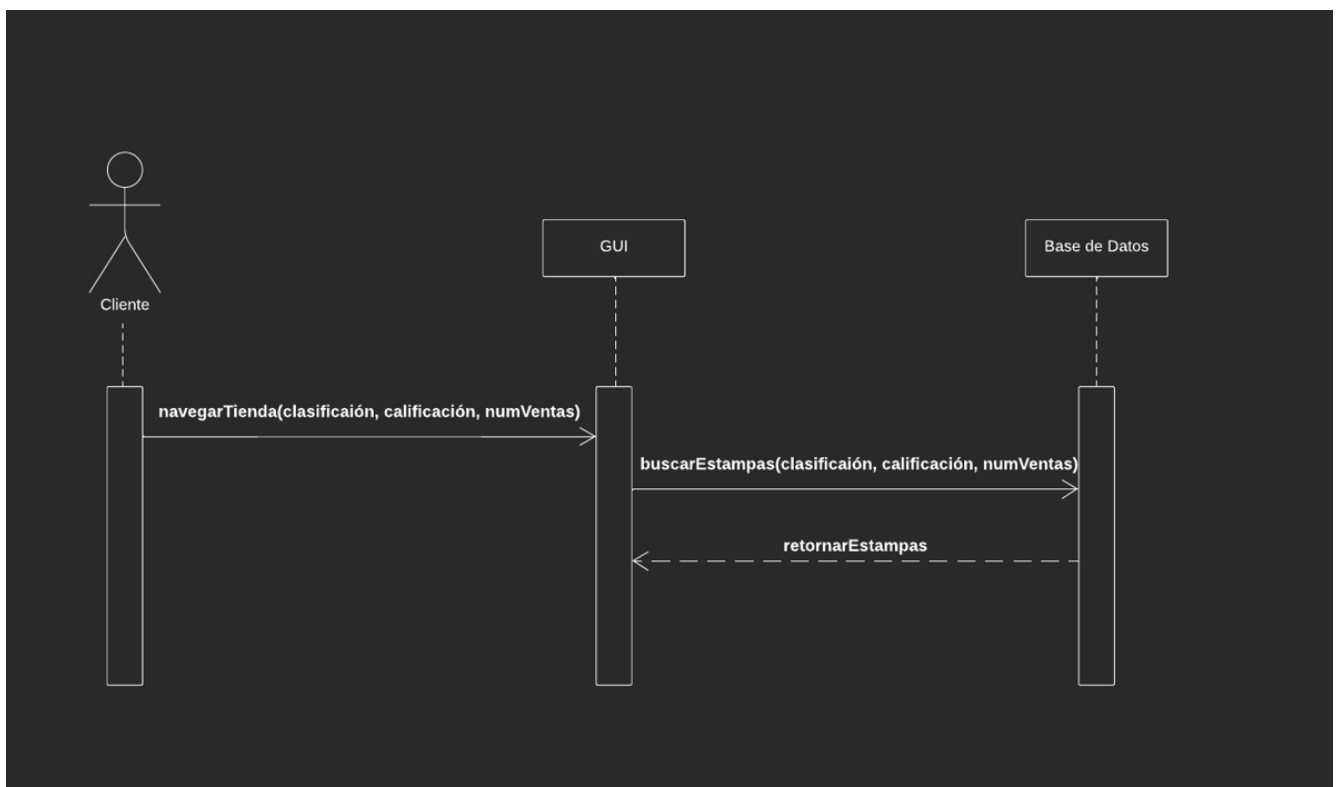 GUI
Base de Datos
Cliente
navegarTienda(clasificaión, calificación, numVentas)
buscarEstampas(clasificaión, calificación, numVentas)
retornarEstampas